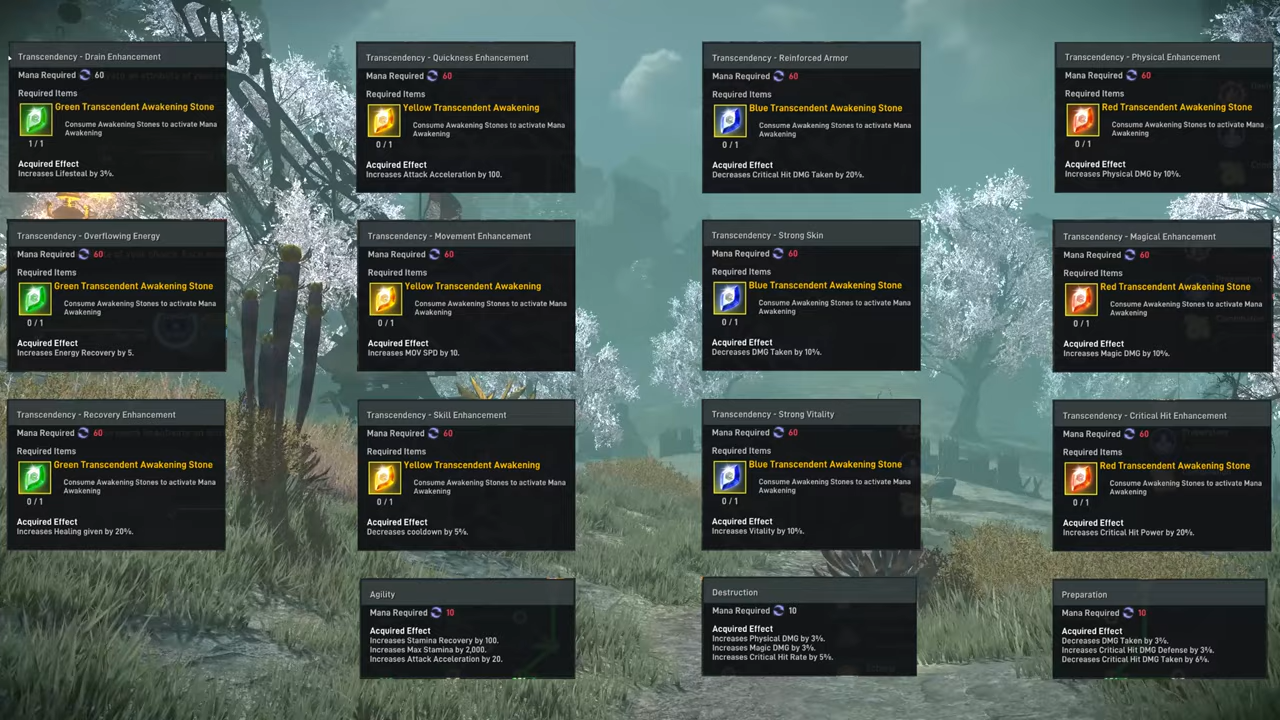 Transcendency - Drain Enhancement
Mana Required 60
Required Items
Green Transcendent Awakening Stone
Consume Awakening Stones to activate Mana
Awakening
1 / 1
Acquired Effect
Increases Lifesteal by 3%.
Transcendency - Quickness Enhancement
Mana Required 60
Required Items
Yellow Transcendent Awakening
Consume Awakening Stones to activate Mana
Awakening
0 / 1
Acquired Effect
Increases Attack Acceleration by 100.
Transcendency - Reinforced Armor
Mana Required 60
Required Items
Blue Transcendent Awakening Stone
Consume Awakening Stones to activate Mana
Awakening
0 / 1
Acquired Effect
Decreases Critical Hit DMG Taken by 20%.
Transcendency - Physical Enhancement
Mana Required 60
Required Items
Red Transcendent Awakening Stone
Consume Awakening Stones to activate Mana
Awakening
0 / 1
Acquired Effect
Increases Physical DMG by 10%.
Transcendency - Overflowing Energy
Mana Required 60
Required Items
Green Transcendent Awakening Stone
Consume Awakening Stones to activate Mana
Awakening
0 / 1
Acquired Effect
Increases Energy Recovery by 5.
Transcendency - Movement Enhancement
Mana Required 60
Required Items
Yellow Transcendent Awakening
Consume Awakening Stones to activate Mana
Awakening
0 / 1
Acquired Effect
Increases MOV SPD by 10.
Transcendency - Strong Skin
Mana Required 60
Required Items
Blue Transcendent Awakening Stone
Consume Awakening Stones to activate Mana
Awakening
0 / 1
Acquired Effect
Decreases DMG Taken by 10%.
Transcendency - Magical Enhancement
Mana Required 60
Required Items
Red Transcendent Awakening Stone
Consume Awakening Stones to activate Mana
Awakening
0 / 1
Acquired Effect
Increases Magic DMG by 10%.
Transcendency - Recovery Enhancement
Mana Required 60
Required Items
Green Transcendent Awakening Stone
Consume Awakening Stones to activate Mana
Awakening
0 / 1
Acquired Effect
Increases Healing given by 20%.
Transcendency - Skill Enhancement
Mana Required 60
Required Items
Yellow Transcendent Awakening
Consume Awakening Stones to activate Mana
Awakening
0 / 1
Acquired Effect
Decreases cooldown by 5%.
Transcendency - Strong Vitality
Mana Required 60
Required Items
Blue Transcendent Awakening Stone
Consume Awakening Stones to activate Mana
Awakening
0 / 1
Acquired Effect
Increases Vitality by 10%.
Transcendency - Critical Hit Enhancement
Mana Required 60
Required Items
Red Transcendent Awakening Stone
Consume Awakening Stones to activate Mana
Awakening
0 / 1
Acquired Effect
Increases Critical Hit Power by 20%.
Agility
Mana Required 10
Acquired Effect
Increases Stamina Recovery by 100.
Increases Max Stamina by 2,000.
Increases Attack Acceleration by 20.
Destruction
Mana Required 10
Acquired Effect
Increases Physical DMG by 3%.
Increases Magic DMG by 3%.
Increases Critical Hit Rate by 5%.
Preparation
Mana Required 10
Acquired Effect
Decreases DMG Taken by 3%.
Increases Critical Hit DMG Defense by 3%.
Decreases Critical Hit DMG Taken by 6%.